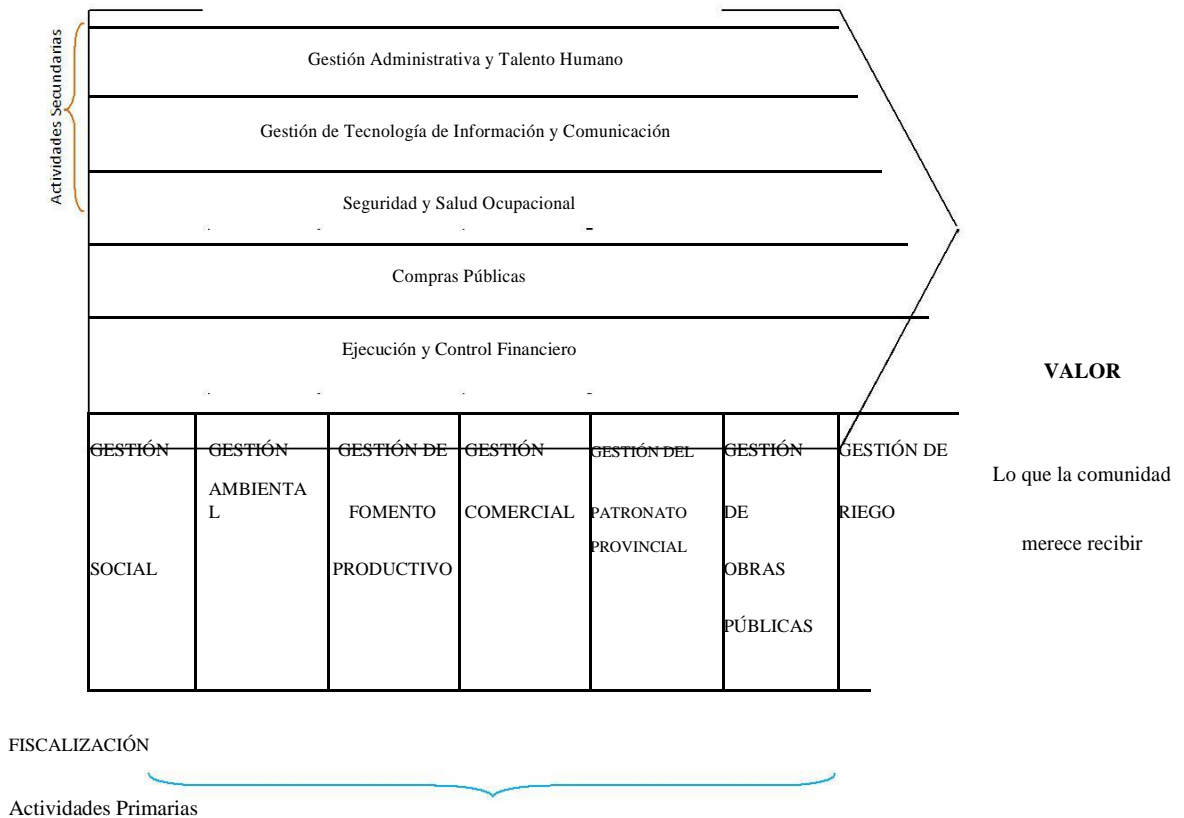 Actividades Secundarias
Gestión Administrativa y Talento Humano
Gestión de Tecnología de Información y Comunicación
Seguridad y Salud Ocupacional
Compras Públicas
Ejecución y Control Financiero
GESTIÓN
SOCIAL
GESTIÓN
AMBIENTA
L
GESTIÓN DE
FOMENTO
PRODUCTIVO
GESTIÓN
COMERCIAL
GESTIÓN DEL
PATRONATO
PROVINCIAL
GESTIÓN
DE
OBRAS
PÚBLICAS
GESTIÓN DE
RIEGO
VALOR
Lo que la comunidad
merece recibir
FISCALIZACIÓN
Actividades Primarias